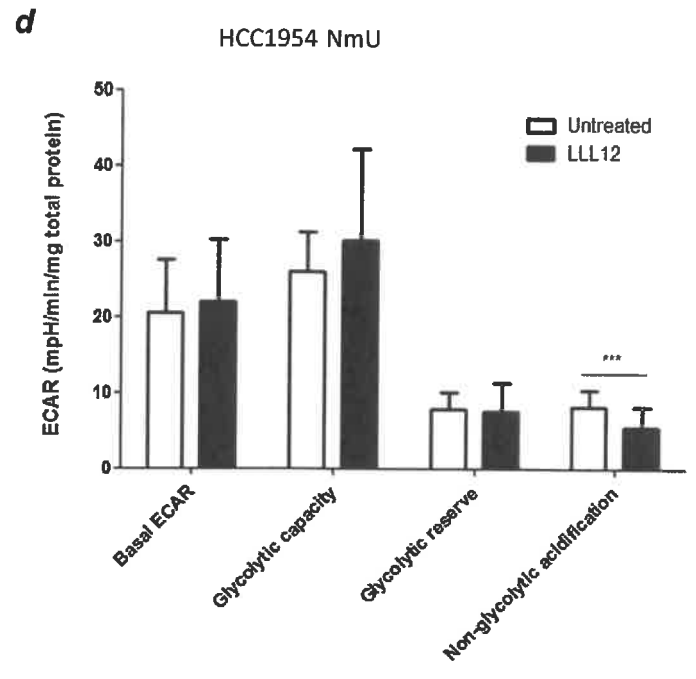 d
HCC1954 NmU
ECAR (mpH/min/mg total protein)
50
40
30
20
10
0
Untreated
LLL12
***
Basal ECAR
Glycolytic capacity
Glycolytic reserve
Non-glycolytic acidification